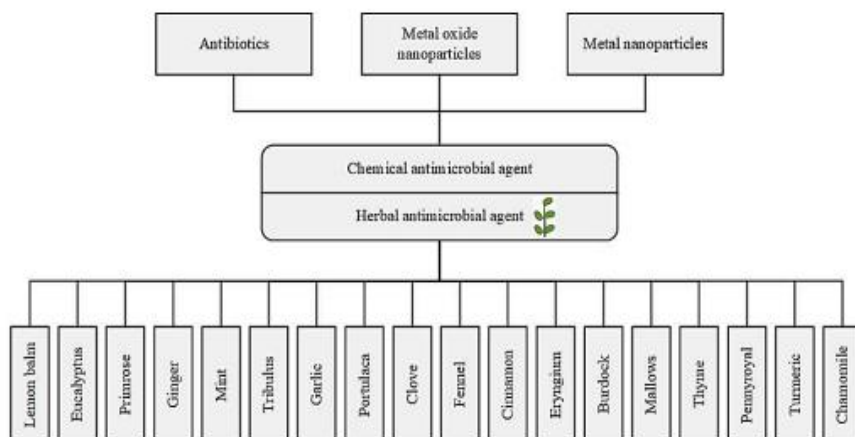 Antibiotics
Metal oxide
nanoparticles
Metal nanoparticles
Chemical antimicrobial agent
Herbal antimicrobial agent
Lemon balm
Eucalyptus
Primrose
Ginger
Mint
Tribulus
Garlic
Portulaca
Clove
Fennel
Cinnamon
Eryngium
Burdock
Mallows
Thyme
Pennyroyal
Turmeric
Chamomile